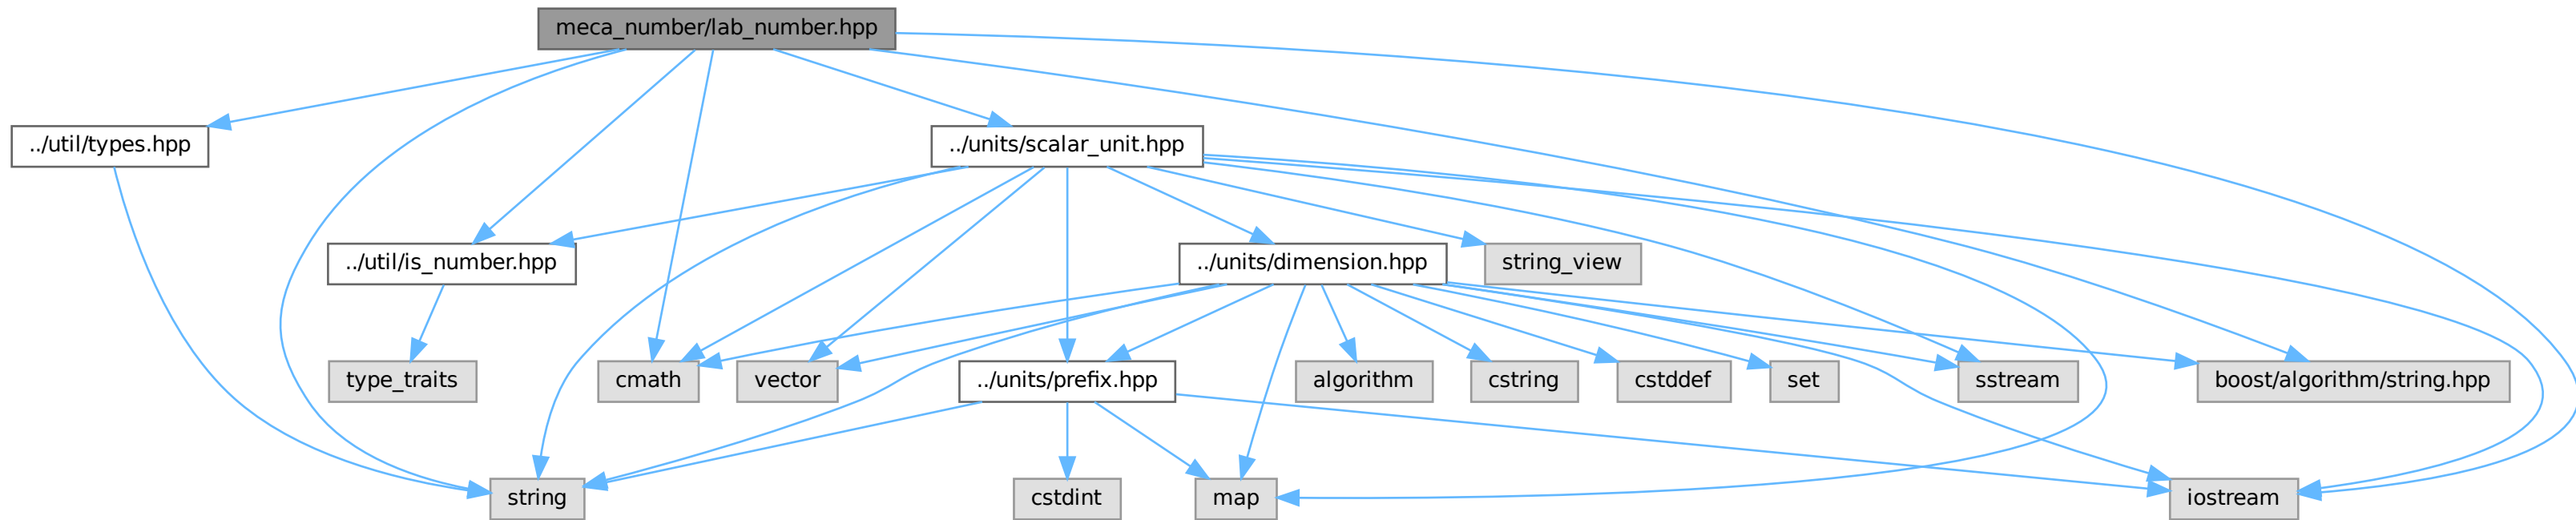 meca_number/lab_number.hpp
../util/types.hpp
../units/scalar_unit.hpp
../util/is_number.hpp
../units/dimension.hpp
string_view
type_traits
cmath
vector
../units/prefix.hpp
algorithm
cstring
cstddef
set
sstream
boost/algorithm/string.hpp
string
cstdint
map
iostream